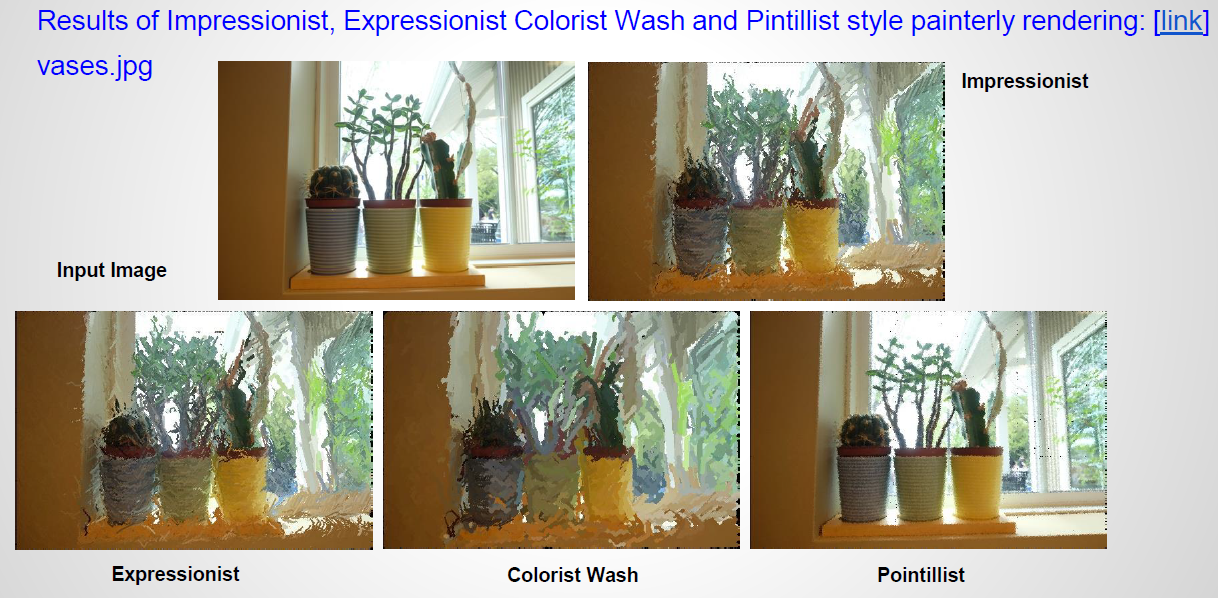 Results of Impressionist, Expressionist Colorist Wash and Pintillist style painterly rendering: [link]
vases.jpg
Impressionist
Input Image
Expressionist
Colorist Wash
Pointillist